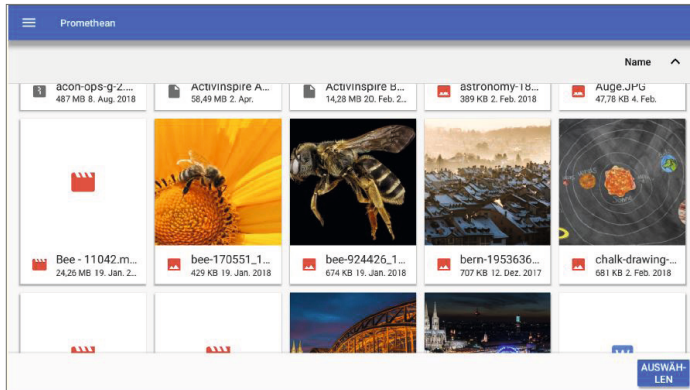 Promethean
Name
acon-ops-g-2....
487 MB 8. Aug. 2018
ActivInspire A...
58,49 MB 2. Apr.
ActivInspire B...
14,28 MB 20. Feb. 2...
astronomy-18...
389 KB 2. Feb. 2018
Auge.JPG
47,78 KB 4. Feb.
Bee - 11042.m...
24,26 MB 19. Jan. 2...
bee-170551_1...
429 KB 19. Jan. 2018
bee-924426_1...
674 KB 19. Jan. 2018
bern-1953636...
707 KB 12. Dez. 2017
chalk-drawing-...
681 KB 2. Feb. 2018
AUSWÄH-
LEN